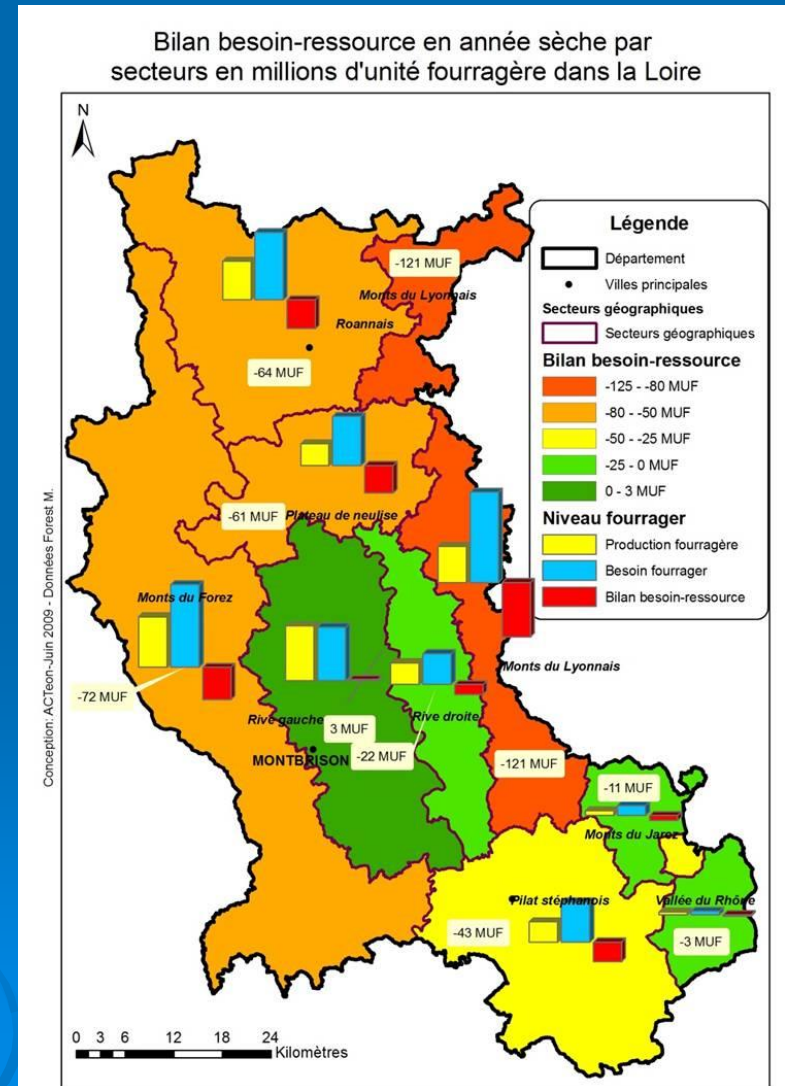 Bilan besoin-ressource en année sèche par
secteurs en millions d'unité fourragère dans la Loire
N
Légende
Département
Villes principales
Secteurs géographiques
Secteurs géographiques
Bilan besoin-ressource
-125 - -80 MUF
-80 - -50 MUF
-50 - -25 MUF
-25 - 0 MUF
0 - 3 MUF
Niveau fourrager
Production fourragère
Besoin fourrager
Bilan besoin-ressource
-121 MUF
Monts du Lyonnais
Roannais
-64 MUF
-61 MUF
Plateau de neulise
Monts du Forez
-72 MUF
Monts du Lyonnais
Rive gauche
3 MUF
Rive droite
-22 MUF
MONTBRISON
-121 MUF
-11 MUF
Monts du Jarez
Pilat stéphanois
Vallée du Rhône
-43 MUF
-3 MUF
0 3 6 12 18 24
Kilomètres
Conception: ACTeon-Juin 2009 - Données Forest M.